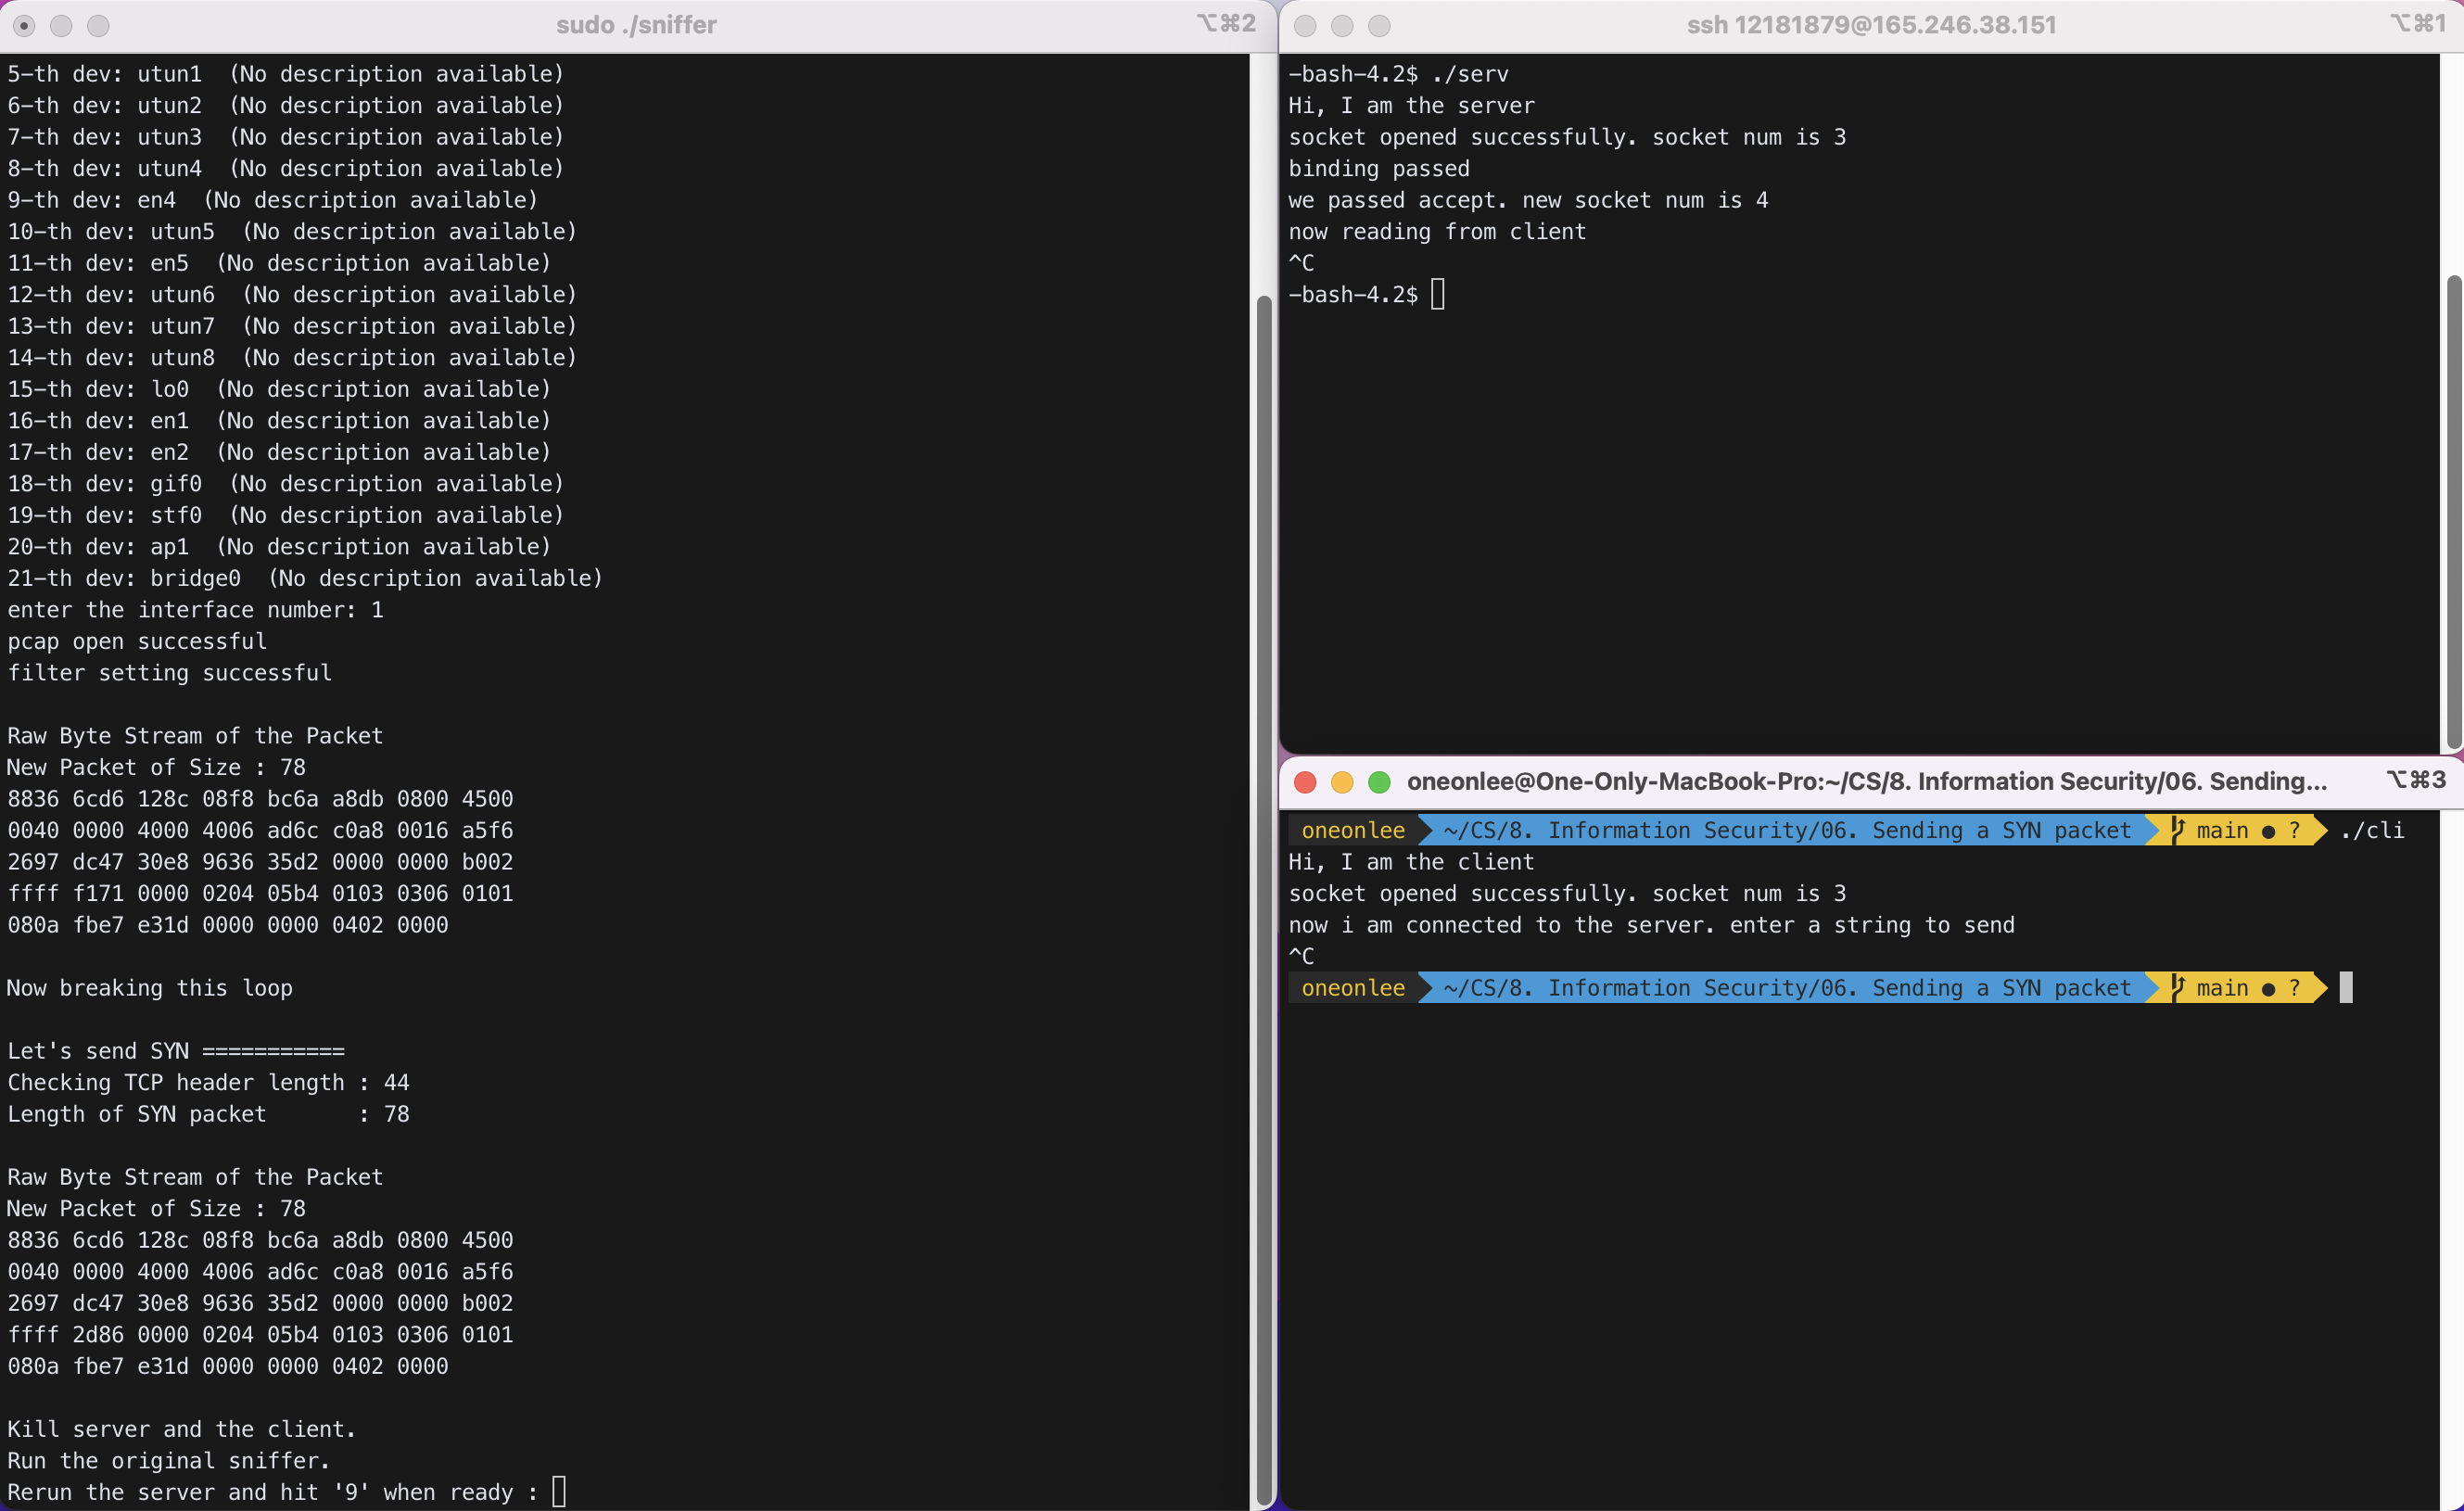 sudo ./sniffer ⌥⌘2
5-th dev: utun1  (No description available)
6-th dev: utun2  (No description available)
7-th dev: utun3  (No description available)
8-th dev: utun4  (No description available)
9-th dev: en4  (No description available)
10-th dev: utun5  (No description available)
11-th dev: en5  (No description available)
12-th dev: utun6  (No description available)
13-th dev: utun7  (No description available)
14-th dev: utun8  (No description available)
15-th dev: lo0  (No description available)
16-th dev: en1  (No description available)
17-th dev: en2  (No description available)
18-th dev: gif0  (No description available)
19-th dev: stf0  (No description available)
20-th dev: ap1  (No description available)
21-th dev: bridge0  (No description available)
enter the interface number: 1
pcap open successful
filter setting successful
Raw Byte Stream of the Packet
New Packet of Size : 78
8836 6cd6 128c 08f8 bc6a a8db 0800 4500
0040 0000 4000 4006 ad6c c0a8 0016 a5f6
2697 dc47 30e8 9636 35d2 0000 0000 b002
ffff f171 0000 0204 05b4 0103 0306 0101
080a fbe7 e31d 0000 0000 0402 0000
Now breaking this loop
Let's send SYN ===========
Checking TCP header length : 44
Length of SYN packet       : 78
Raw Byte Stream of the Packet
New Packet of Size : 78
8836 6cd6 128c 08f8 bc6a a8db 0800 4500
0040 0000 4000 4006 ad6c c0a8 0016 a5f6
2697 dc47 30e8 9636 35d2 0000 0000 b002
ffff 2d86 0000 0204 05b4 0103 0306 0101
080a fbe7 e31d 0000 0000 0402 0000
Kill server and the client.
Run the original sniffer.
Rerun the server and hit '9' when ready :
ssh 12181879@165.246.38.151 ⌥⌘1
-bash-4.2$ ./serv
Hi, I am the server
socket opened successfully. socket num is 3
binding passed
we passed accept. new socket num is 4
now reading from client
^C
-bash-4.2$
oneonlee@One-Only-MacBook-Pro:~/CS/8. Information Security/06. Sending... ⌥⌘3
oneonlee ~/CS/8. Information Security/06. Sending a SYN packet main ● ? ./cli
Hi, I am the client
socket opened successfully. socket num is 3
now i am connected to the server. enter a string to send
^C
oneonlee ~/CS/8. Information Security/06. Sending a SYN packet main ● ?